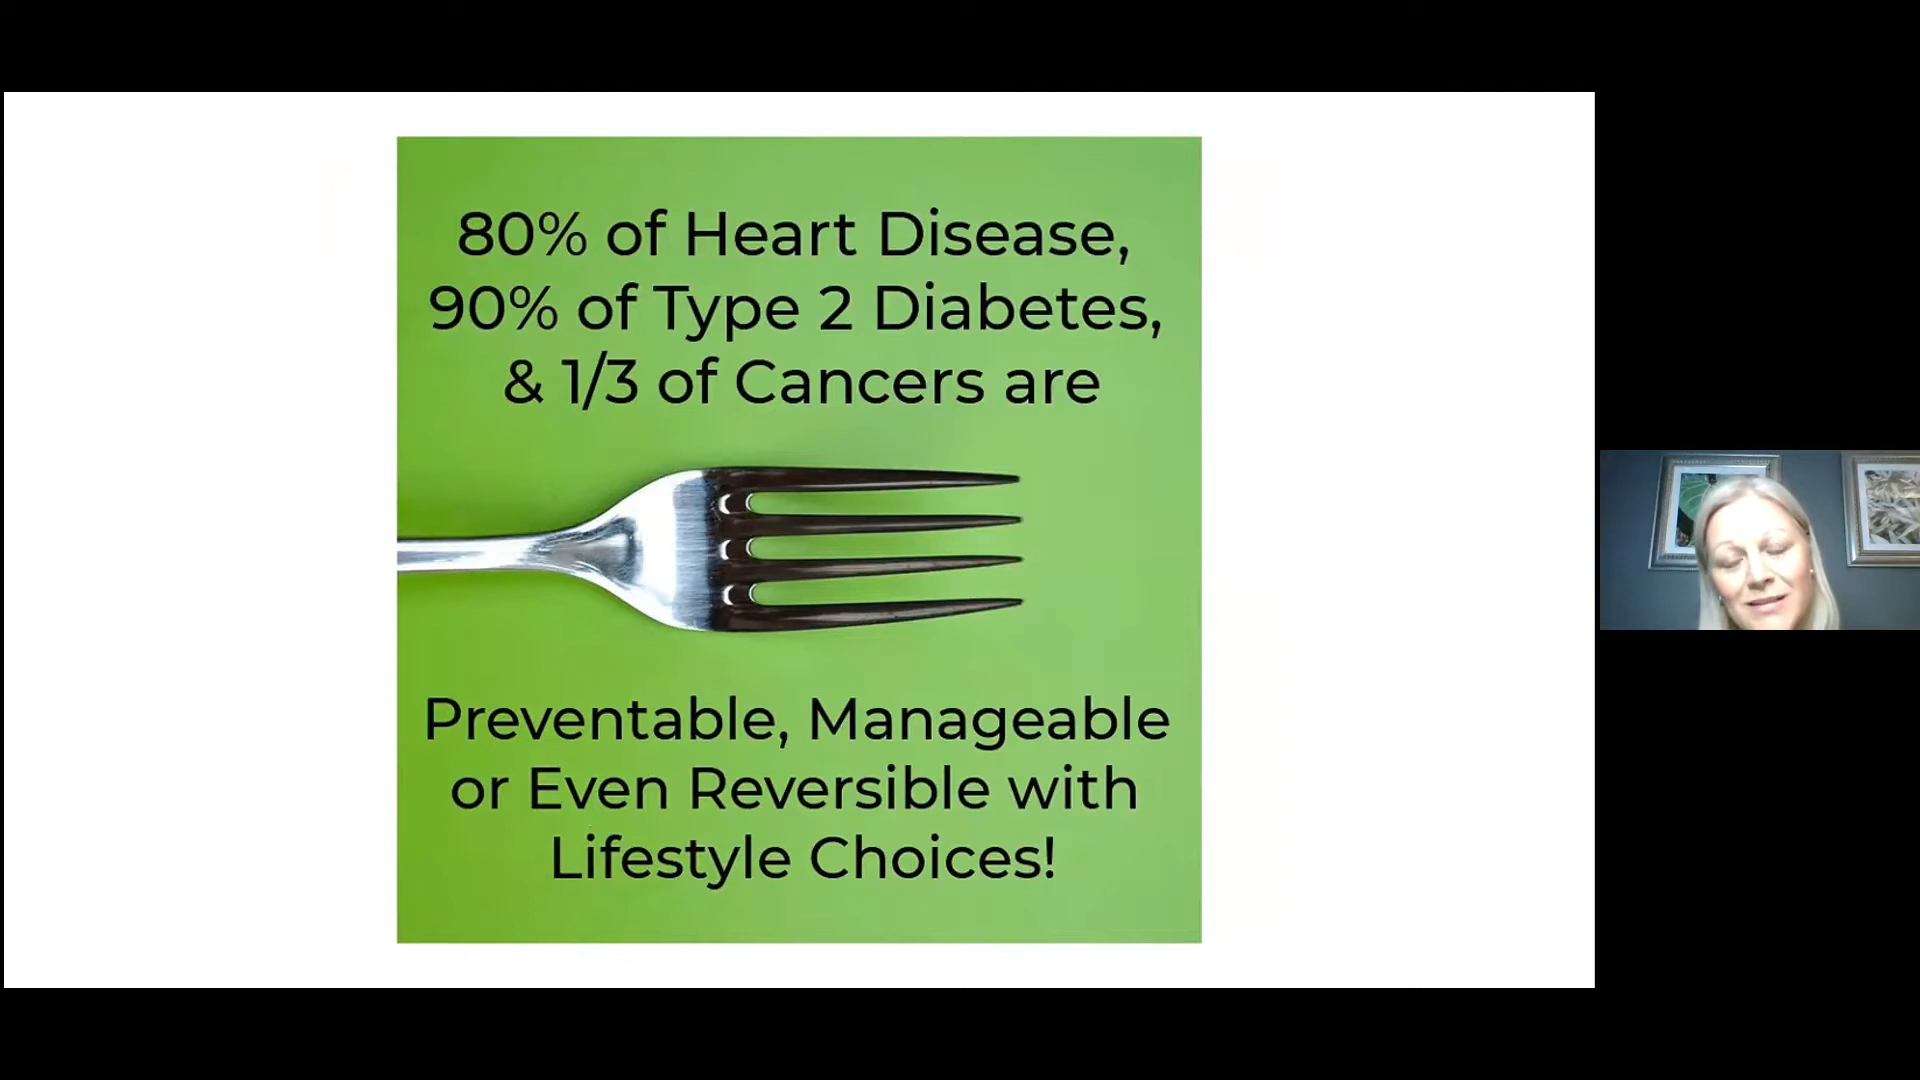 80% of Heart Disease,
90% of Type 2 Diabetes,
& 1/3 of Cancers are
Preventable, Manageable
or Even Reversible with
Lifestyle Choices!